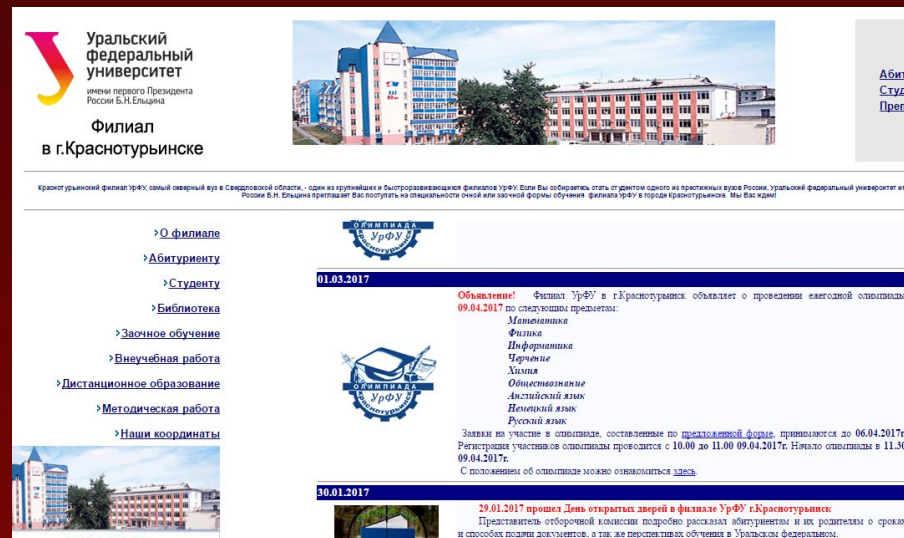 Уральский
федеральный
университет
имени первого Президента
России Б.Н.Ельцина
Филиал
в г.Краснотурьинске
Краснотурьинский филиал УрФУ, самый северный вуз в Свердловской области, - один из крупнейших и быстроразвивающихся филиалов УрФУ. Если Вы собираетесь стать студентом одного из престижных вузов России, Уральский федеральный университет
России Б.Н. Ельцина приглашает Вас поступать на специальности очной или заочной формы обучения филиала УрФУ в городе Краснотурьинске. Мы Вас ждем!
О филиале
Абитуриенту
Студенту
Библиотека
Заочное обучение
Внеучебная работа
Дистанционное образование
Методическая работа
Наши координаты
ОЛИМПИАДА
УрФУ
Краснотурьинск
01.03.2017
Объявление! Филиал УрФУ в г.Краснотурьинск объявляет о проведении ежегодной олимпиады
09.04.2017 по следующим предметам:
Математика
Физика
Информатика
Черчение
Химия
Обществознание
Английский язык
Немецкий язык
Русский язык
ОЛИМПИАДА
УрФУ
Краснотурьинск
Заявки на участие в олимпиаде, составленные по предложенной форме, принимаются до 06.04.2017г
Регистрация участников олимпиады проводится с 10.00 до 11.00 09.04.2017г. Начало олимпиады в 11.30
09.04.2017г.
С положением об олимпиаде можно ознакомиться здесь.
30.01.2017
29.01.2017 прошел День открытых дверей в филиале УрФУ г.Краснотурьинск
Представитель отборочной комиссии подробно рассказал абитуриентам и их родителям о сроках
и способах подачи документов, а так же перспективах обучения в Уральском федеральном.